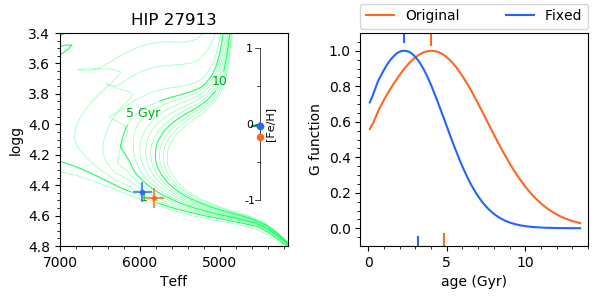 HIP 27913
Original Fixed
3.4
3.6
3.8
4.0
4.2
4.4
4.6
4.8
logg
7000 6000 5000
Teff
5 Gyr
10
1
0
-1
[Fe/H]
1.0
0.8
0.6
0.4
0.2
0.0
G function
0 5 10
age (Gyr)